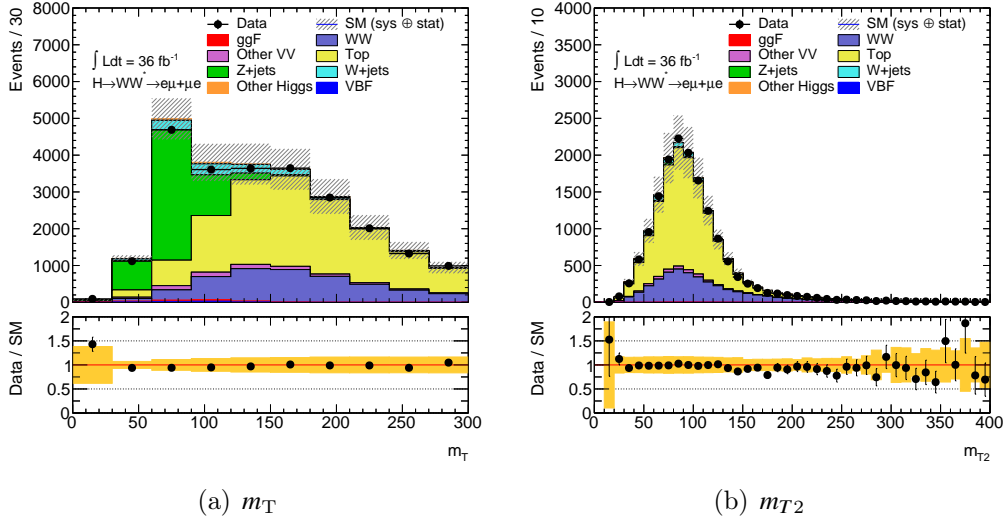 Events / 30
8000
7000
6000
5000
4000
3000
2000
1000
0
∫ Ldt = 36 fb⁻¹
H→WW*→eμ+μe
Data
SM (sys ⊕ stat)
ggF
WW
Other VV
Top
Z+jets
W+jets
Other Higgs
VBF
Data / SM
2
1.5
1
0.5
0
0 50 100 150 200 250 300
m_T
(a) m_T
Events / 10
4000
3500
3000
2500
2000
1500
1000
500
0
∫ Ldt = 36 fb⁻¹
H→WW*→eμ+μe
Data
SM (sys ⊕ stat)
ggF
WW
Other VV
Top
Z+jets
W+jets
Other Higgs
VBF
Data / SM
2
1.5
1
0.5
0
0 50 100 150 200 250 300 350 400
m_T2
(b) m_T2